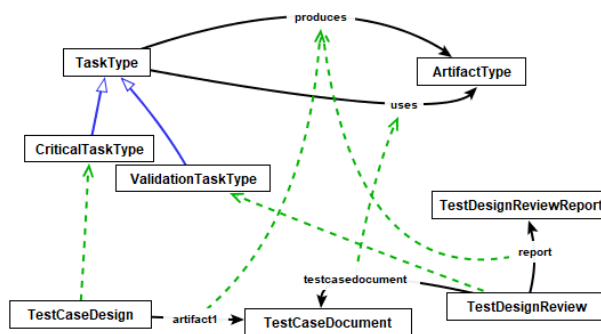 produces
TaskType
ArtifactType
uses
CriticalTaskType
ValidationTaskType
TestDesignReviewReport
report
testcasedocument
TestCaseDesign
artifact1
TestCaseDocument
TestDesignReview